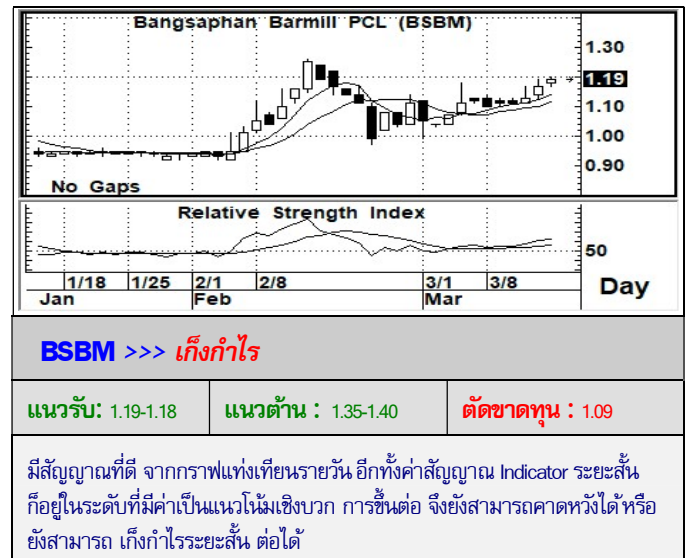 Bangsaphan Barmill PCL (BSBM)
1.30
1.19
1.10
1.00
0.90
No Gaps
Relative Strength Index
50
1/18 1/25 2/1 2/8 3/1 3/8
Jan Feb Mar
Day
BSBM >>> เก็งกำไร
แนวรับ: 1.19-1.18 แนวต้าน : 1.35-1.40 ตัดขาดทุน : 1.09
มีสัญญาณที่ดี จากกราฟแท่งเทียนรายวัน อีกทั้งค่าสัญญาณ Indicator ระยะสั้น
ก็อยู่ในระดับที่มีค่าเป็นแนวโน้มเชิงบวก การขึ้นต่อ จึงยังสามารถคาดหวังได้ หรือ
ยังสามารถ เก็งกำไรระยะสั้น ต่อได้